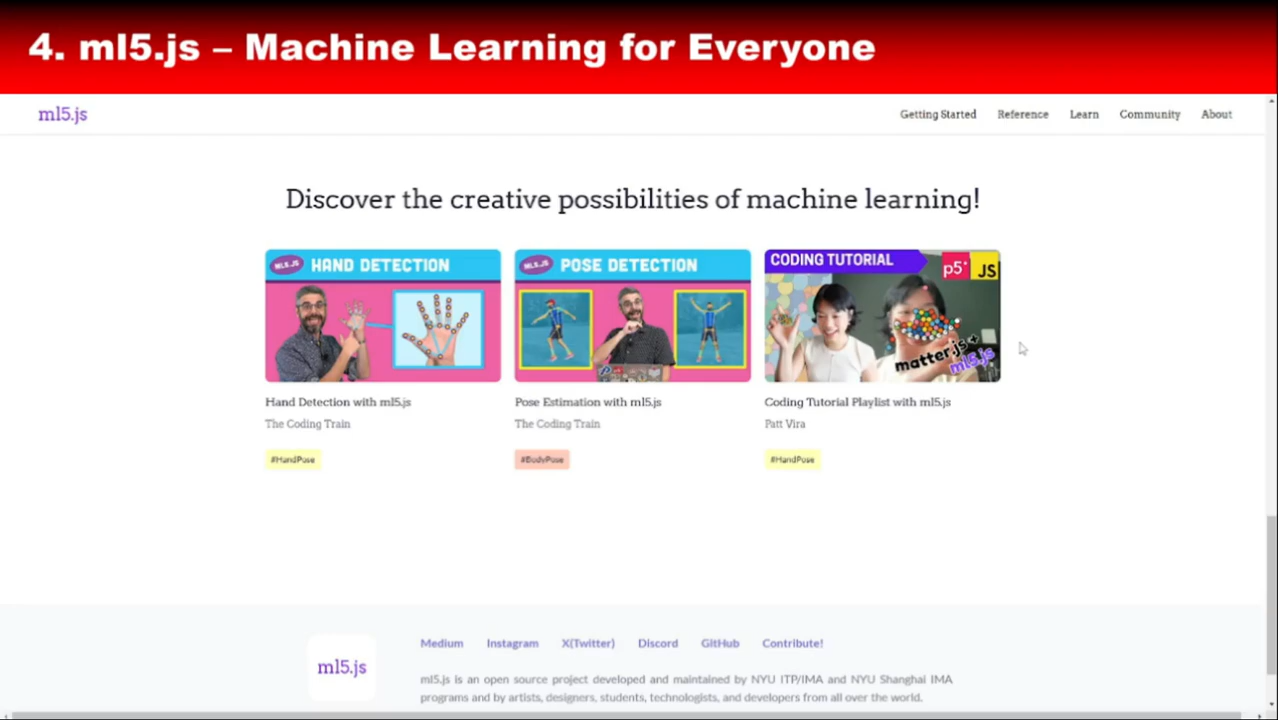 4. ml5.js – Machine Learning for Everyone
ml5.js
Getting Started Reference Learn Community About
Discover the creative possibilities of machine learning!
ML5.JS HAND DETECTION
ML5.JS POSE DETECTION
CODING TUTORIAL
p5* JS
matter.js +
ml5.js
Hand Detection with ml5.js
The Coding Train
#HandPose
Pose Estimation with ml5.js
The Coding Train
#BodyPose
Coding Tutorial Playlist with ml5.js
Patt Vira
#HandPose
ml5.js
Medium Instagram X(Twitter) Discord GitHub Contribute!
ml5.js is an open source project developed and maintained by NYU ITP/IMA and NYU Shanghai IMA
programs and by artists, designers, students, technologists, and developers from all over the world.